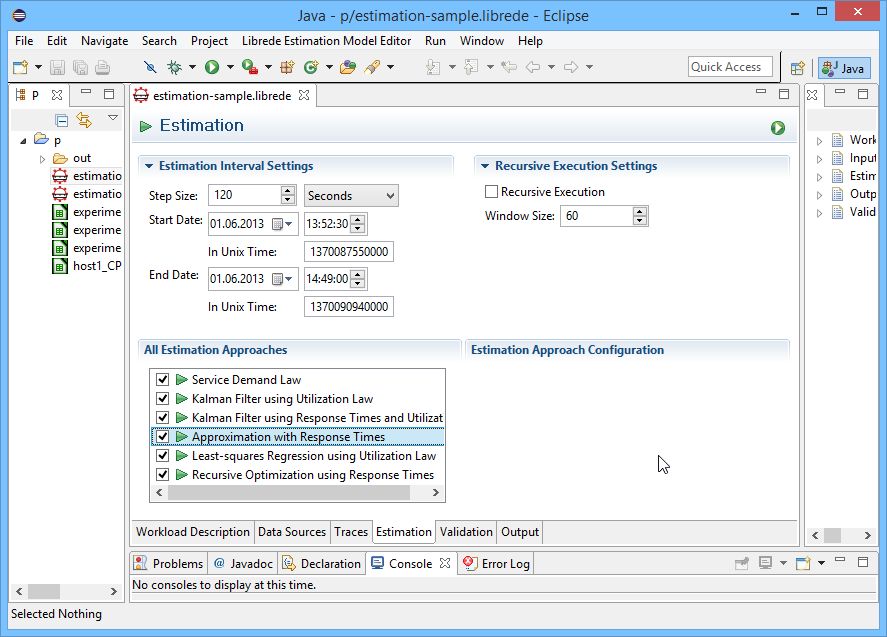 Java - p/estimation-sample.librede - Eclipse
File Edit Navigate Search Project Librede Estimation Model Editor Run Window Help
Quick Access
Java
P
estimation-sample.librede
p
out
estimatio
estimatio
experime
experime
experime
host1_CP
Estimation
Estimation Interval Settings
Step Size: 120 Seconds
Start Date: 01.06.2013 13:52:30
In Unix Time: 1370087550000
End Date: 01.06.2013 14:49:00
In Unix Time: 1370090940000
Recursive Execution Settings
Recursive Execution
Window Size: 60
All Estimation Approaches
Service Demand Law
Kalman Filter using Utilization Law
Kalman Filter using Response Times and Utilizat
Approximation with Response Times
Least-squares Regression using Utilization Law
Recursive Optimization using Response Times
Estimation Approach Configuration
Work
Input
Estim
Outp
Valid
Workload Description Data Sources Traces Estimation Validation Output
Problems @ Javadoc Declaration Console Error Log
No consoles to display at this time.
Selected Nothing